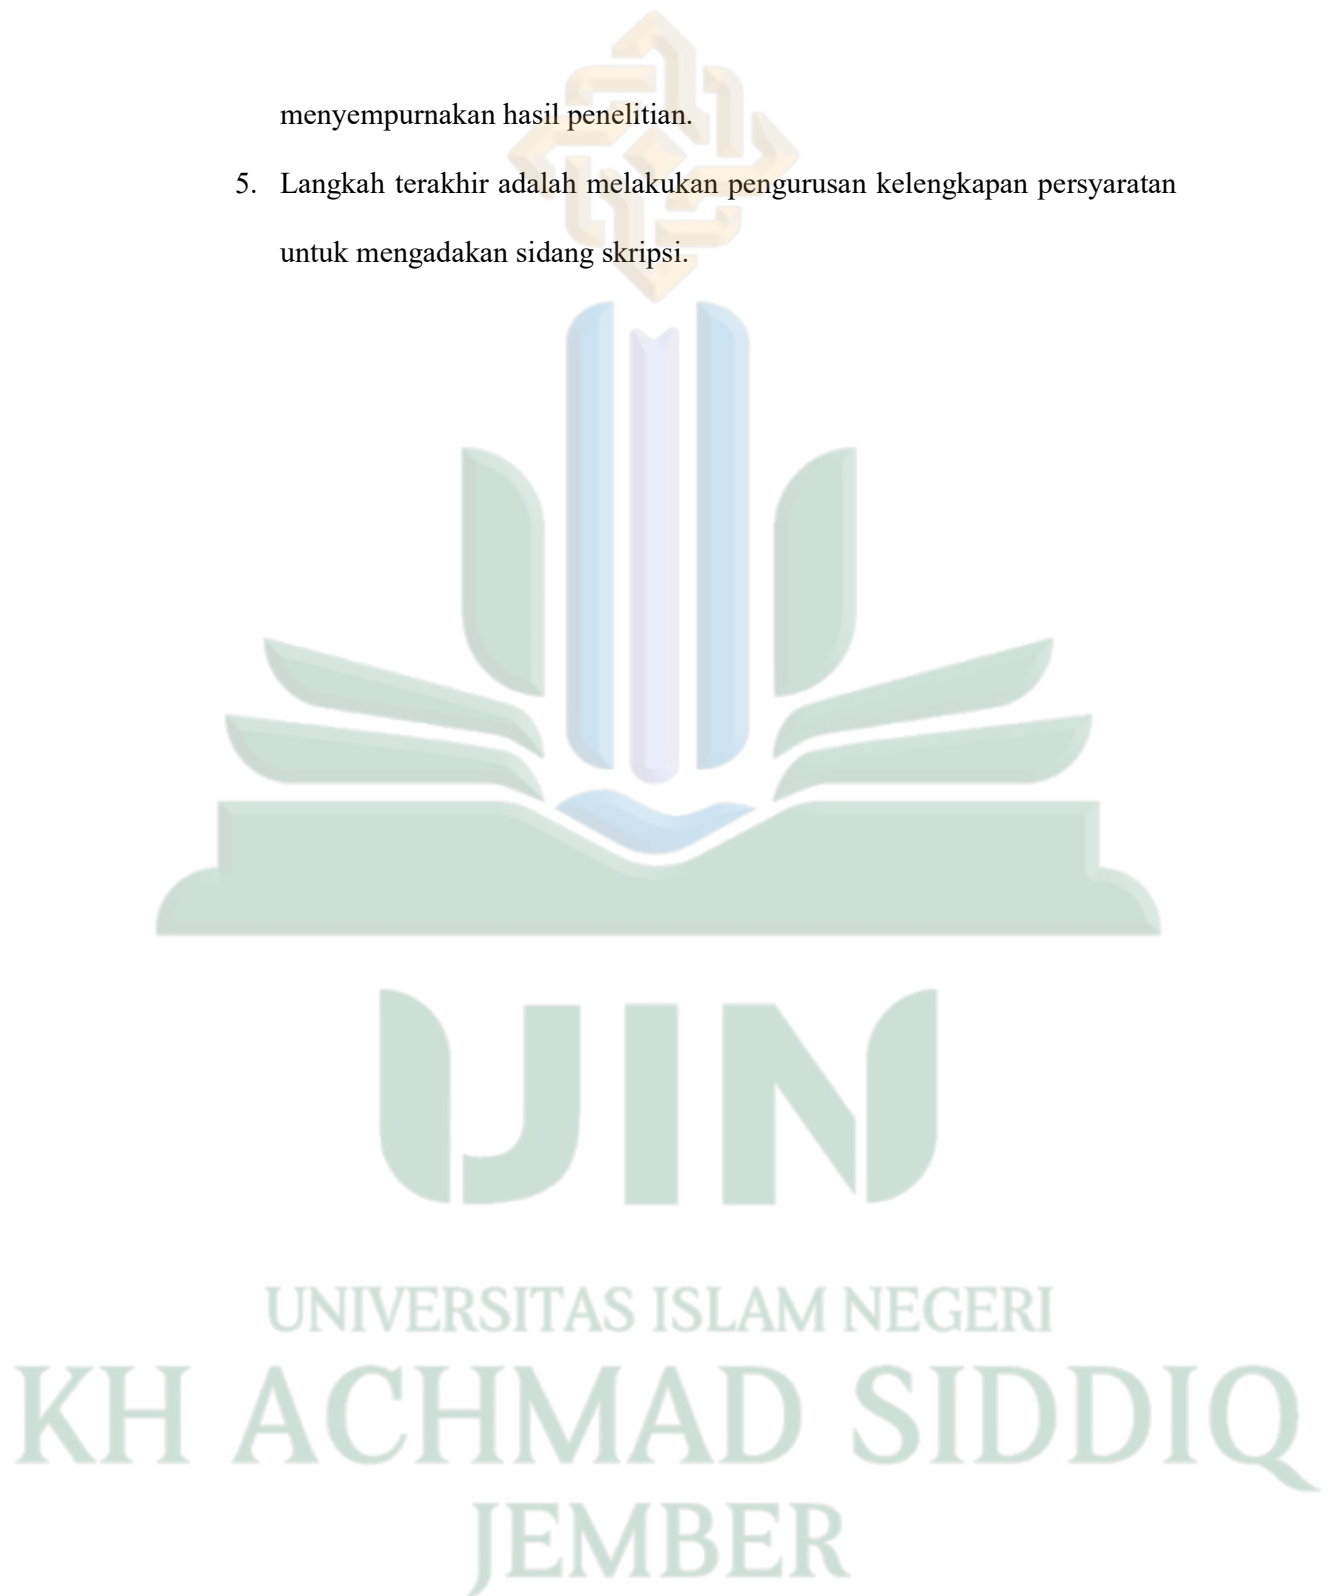 menyempurnakan hasil penelitian.
5. Langkah terakhir adalah melakukan pengurusan kelengkapan persyaratan
untuk mengadakan sidang skripsi.
UIN
UNIVERSITAS ISLAM NEGERI
KH ACHMAD SIDDIQ
JEMBER